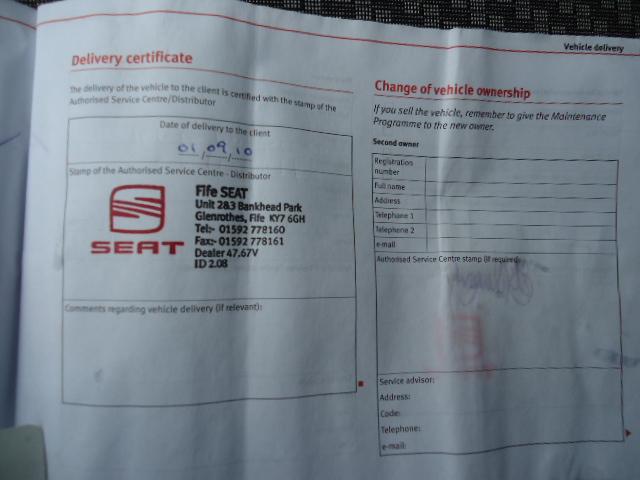 Vehicle delivery
Delivery certificate
The delivery of the vehicle to the client is certified with the stamp of the
Authorised Service Centre/Distributor
Date of delivery to the client
01 09 10
Stamp of the Authorised Service Centre - Distributor
SEAT
Fife SEAT
Unit 2&3 Bankhead Park
Glenrothes, Fife KY7 6GH
Tel:- 01592 778160
Fax:- 01592 778161
Dealer 47.67V
ID 2.08
Comments regarding vehicle delivery (if relevant):
Change of vehicle ownership
If you sell the vehicle, remember to give the Maintenance
Programme to the new owner.
Second owner
Registration
number
Full name
Address
Telephone 1
Telephone 2
e-mail
Authorised Service Centre stamp (if required)
Service advisor:
Address:
Code:
Telephone:
e-mail: